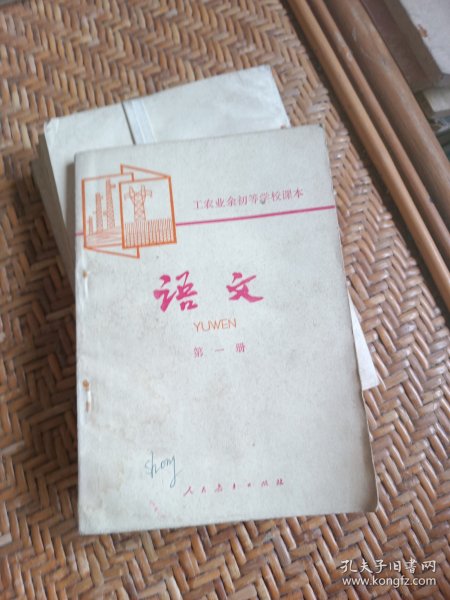 工农业余初等学校课本
语文
YUWEN
第一册
zhong
人民教育出版社
孔夫子旧书网
www.kongfz.com